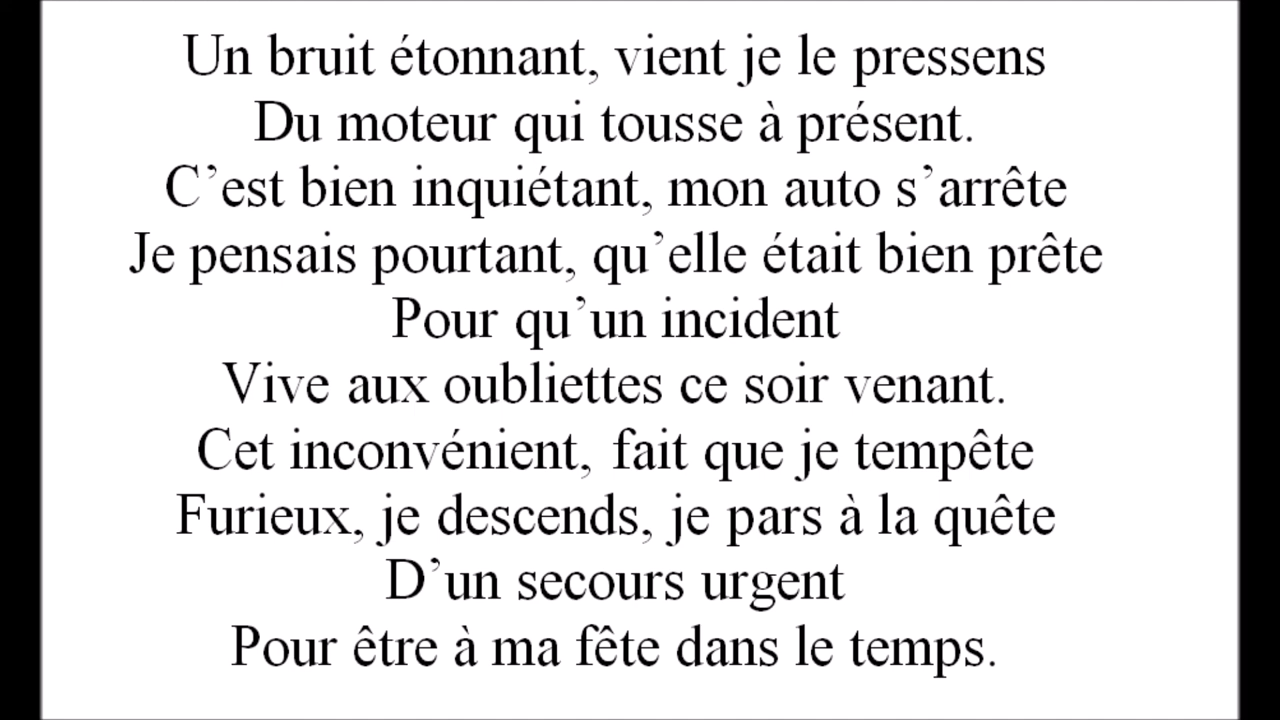 Un bruit étonnant, vient je le pressens
Du moteur qui tousse à présent.
C’est bien inquiétant, mon auto s’arrête
Je pensais pourtant, qu’elle était bien prête
Pour qu’un incident
Vive aux oubliettes ce soir venant.
Cet inconvénient, fait que je tempête
Furieux, je descends, je pars à la quête
D’un secours urgent
Pour être à ma fête dans le temps.